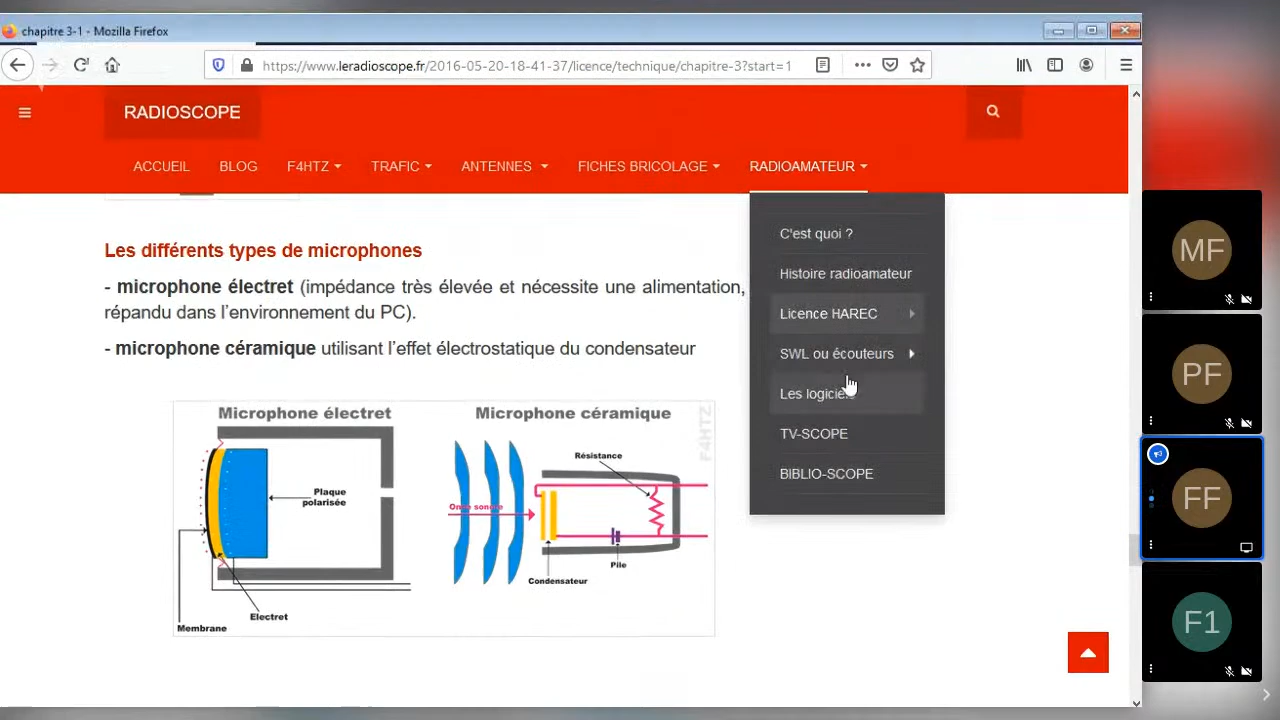 chapitre 3-1 - Mozilla Firefox
https://www.leradioscope.fr/2016-05-20-18-41-37/licence/technique/chapitre-3?start=1
RADIOSCOPE
ACCUEIL BLOG F4HTZ TRAFIC ANTENNES FICHES BRICOLAGE RADIOAMATEUR
C'est quoi ?
Histoire radioamateur
Licence HAREC
SWL ou écouteurs
Les logiciels
TV-SCOPE
BIBLIO-SCOPE
Les différents types de microphones
- microphone électret (impédance très élevée et nécessite une alimentation,
répandu dans l'environnement du PC).
- microphone céramique utilisant l'effet électrostatique du condensateur
Microphone électret
Plaque
polarisée
Electret
Membrane
Microphone céramique
F4HTZ
Résistance
Onde sonore
Pile
Condensateur
MF
PF
FF
F1